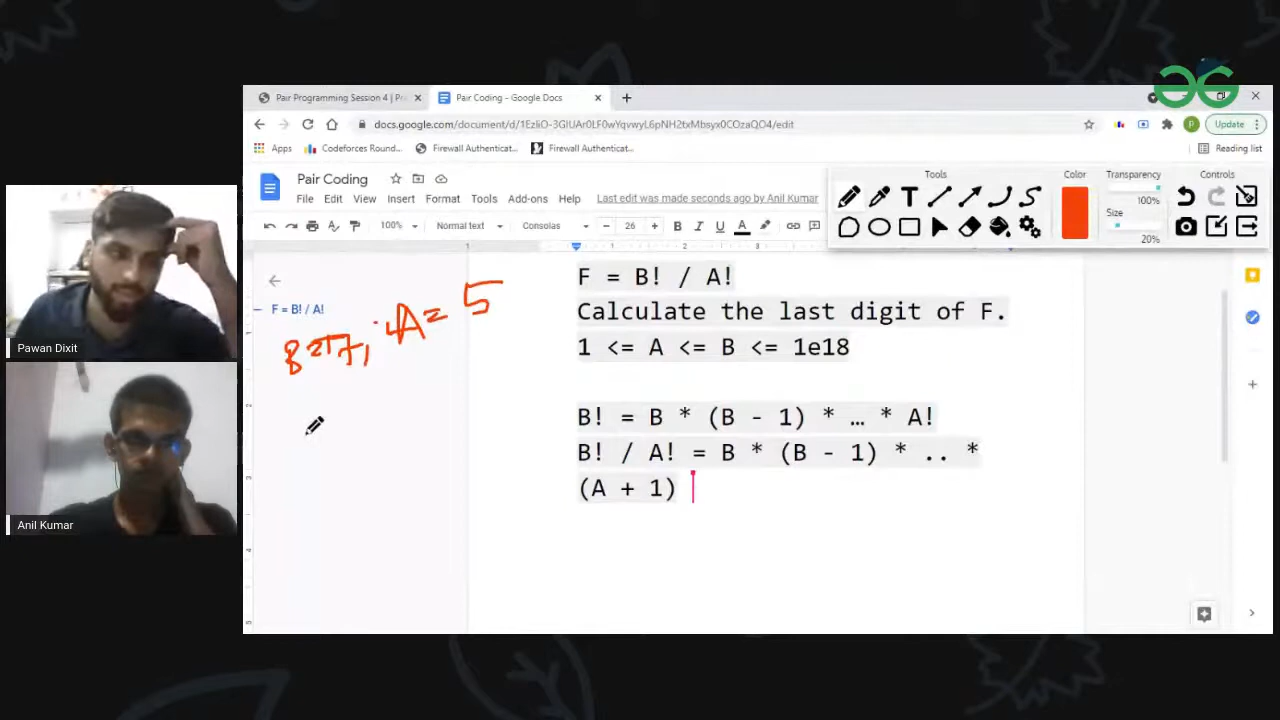 Pair Programming Session 4 | Pr
Pair Coding - Google Docs
docs.google.com/document/d/1EzliO-3GIUAr0LF0wYqvwyL6pNH2txMbsyx0COzaQO4/edit
Update
Apps
Codeforces Round...
Firewall Authenticat...
Firewall Authenticat...
Reading list
Pair Coding
File Edit View Insert Format Tools Add-ons Help Last edit was made seconds ago by Anil Kumar
Tools
Color
Transparency
Controls
100%
Size
20%
100% Normal text Consolas 26
F = B! / A!
B = 7, A = 5
F = B! / A!
Calculate the last digit of F.
1 <= A <= B <= 1e18
B! = B * (B - 1) * … * A!
B! / A! = B * (B - 1) * .. *
(A + 1)
Pawan Dixit
Anil Kumar